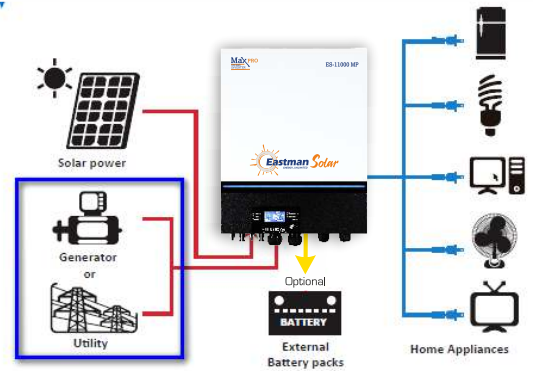 MaxPRO
ES-11000 MP
Eastman Solar
Solar power
Generator
or
Utility
Optional
BATTERY
External
Battery packs
Home Appliances